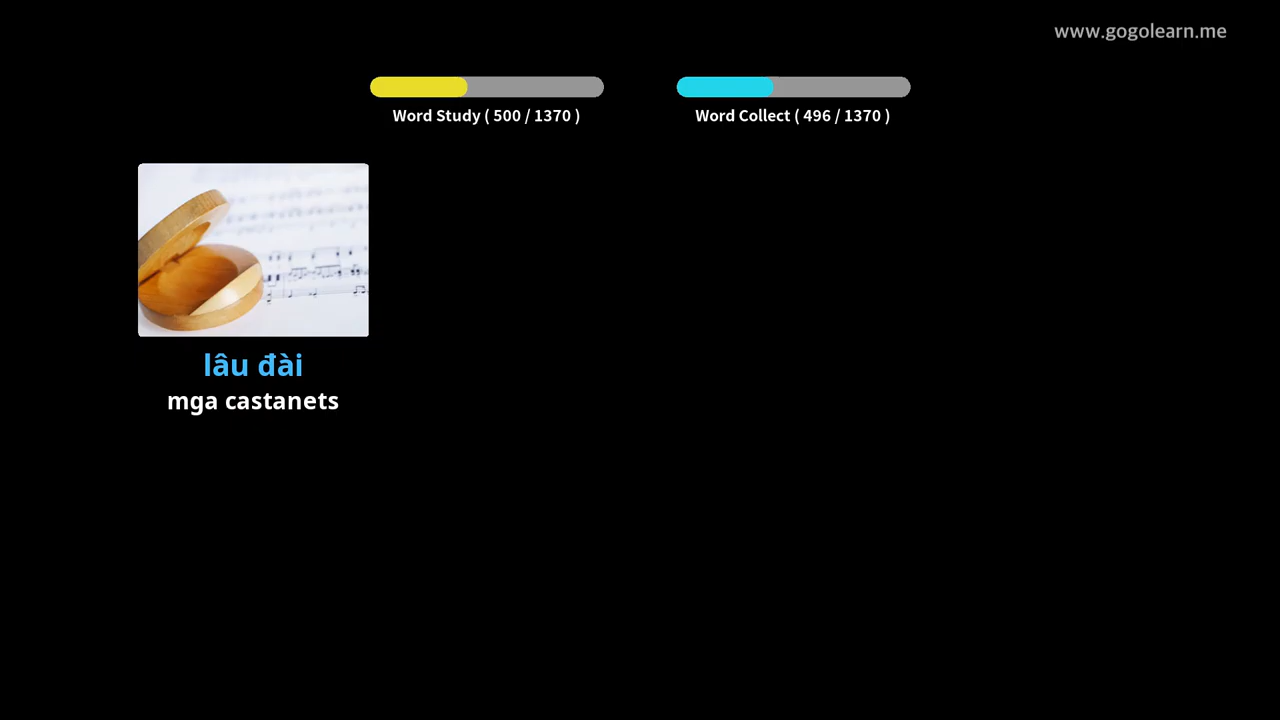 www.gogolearn.me
Word Study ( 500 / 1370 )
Word Collect ( 496 / 1370 )
lâu đài
mga castanets